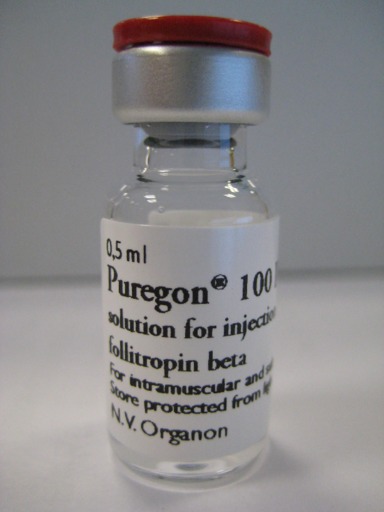 0,5 ml
Puregon® 100
solution for injection
follitropin beta
For intramuscular and
Store protected from
N.V. Organon